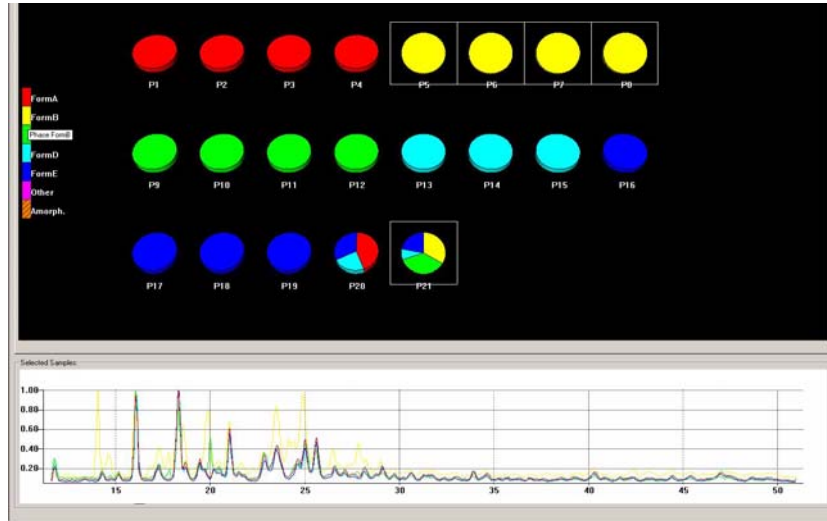 P1 P2 P3 P4 P5 P6 P7 P8
FormA
FormB
Phase FormB
FormD
FormE
Other
Amorph.
P9 P10 P11 P12 P13 P14 P15 P16
P17 P18 P19 P20 P21
Selected Samples
1.00
0.80
0.60
0.40
0.20
15 20 25 30 35 40 45 50